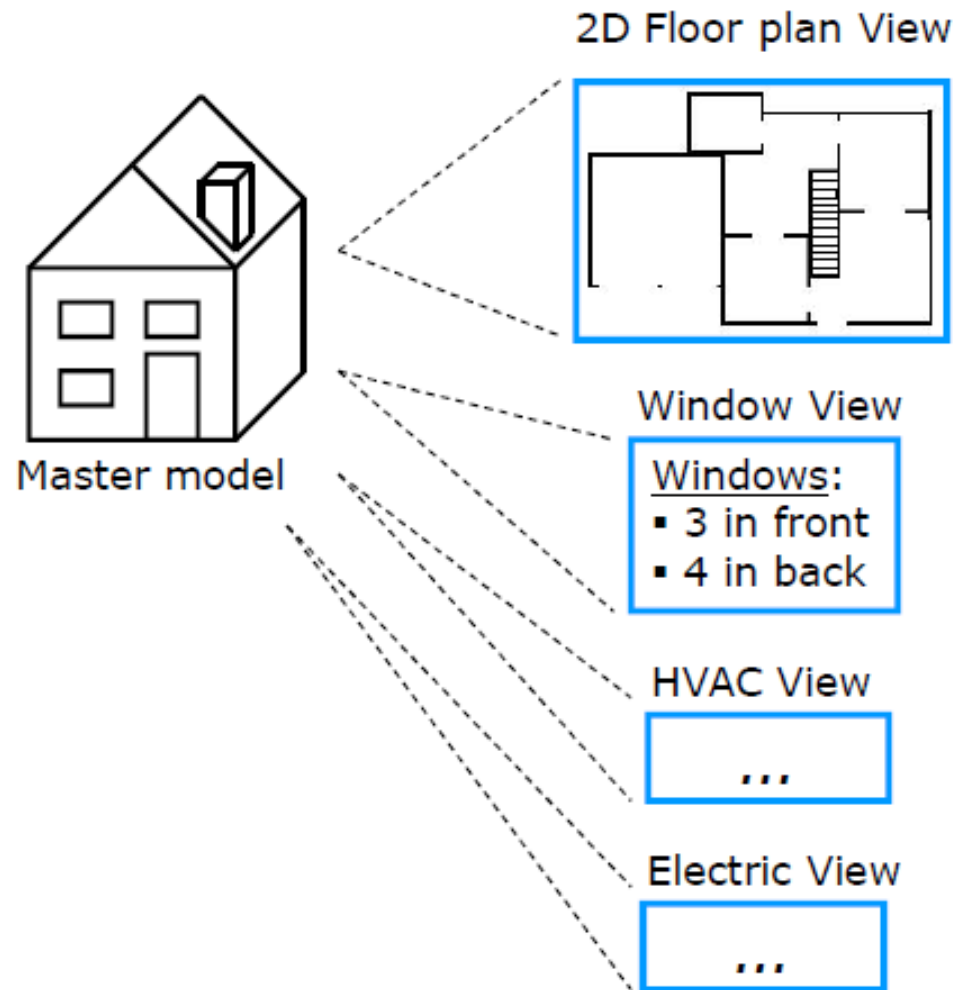 2D Floor plan View
Master model
Window View
Windows:
▪ 3 in front
▪ 4 in back
HVAC View
...
Electric View
...